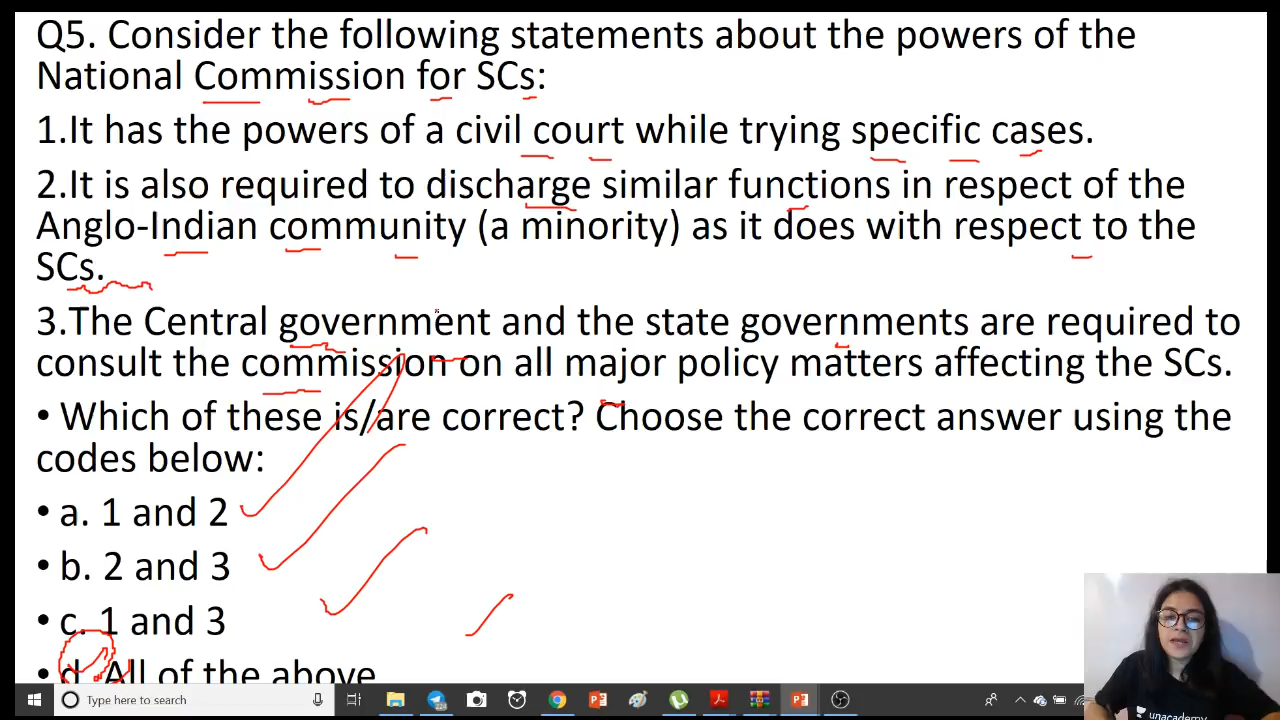 Q5. Consider the following statements about the powers of the
National Commission for SCs:
1.It has the powers of a civil court while trying specific cases.
2.It is also required to discharge similar functions in respect of the
Anglo-Indian community (a minority) as it does with respect to the
SCs.
3.The Central government and the state governments are required to
consult the commission on all major policy matters affecting the SCs.
• Which of these is/are correct? Choose the correct answer using the
codes below:
• a. 1 and 2
• b. 2 and 3
• c. 1 and 3
• d. All of the above
Type here to search
224
unacademy